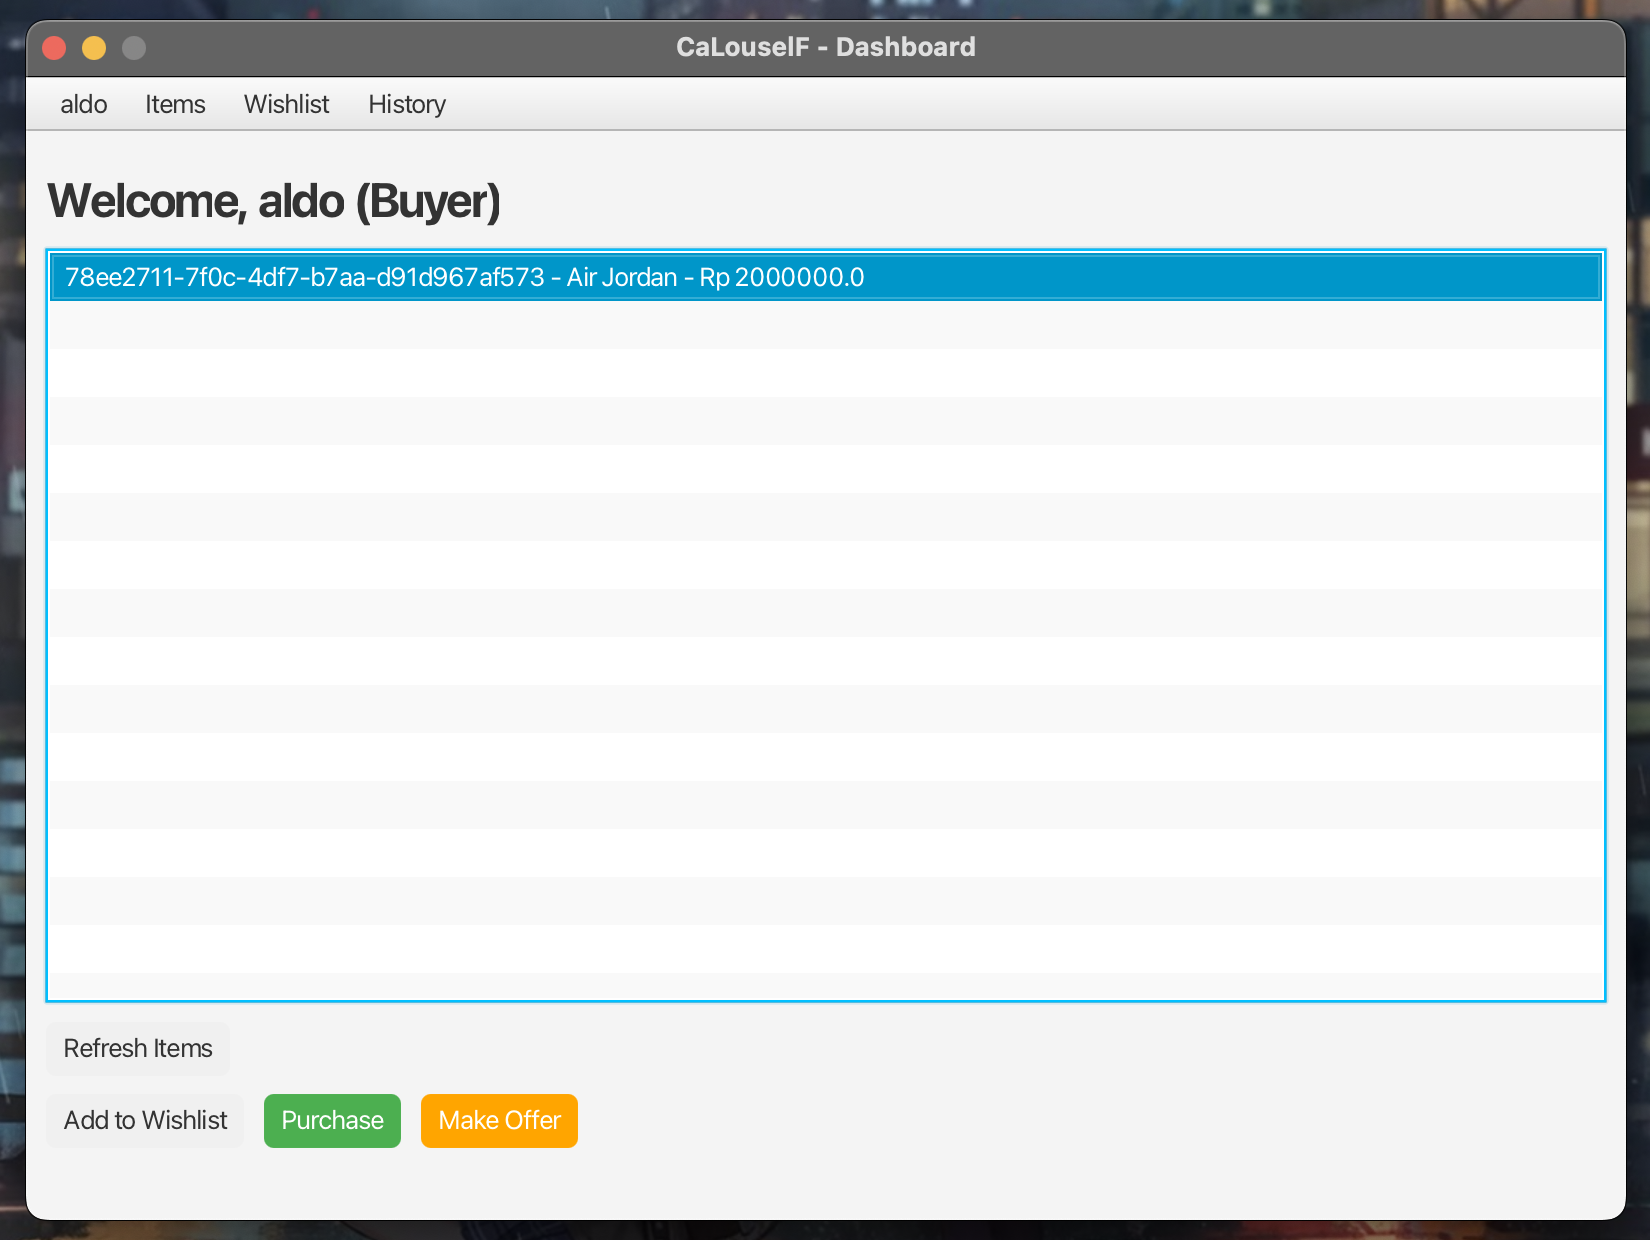 CaLouselF - Dashboard
aldo Items Wishlist History
Welcome, aldo (Buyer)
78ee2711-7f0c-4df7-b7aa-d91d967af573 - Air Jordan - Rp 2000000.0
Refresh Items
Add to Wishlist Purchase Make Offer